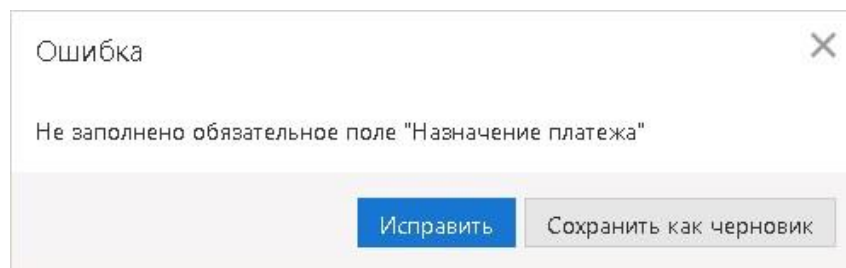 Ошибка
Не заполнено обязательное поле "Назначение платежа"
Исправить Сохранить как черновик